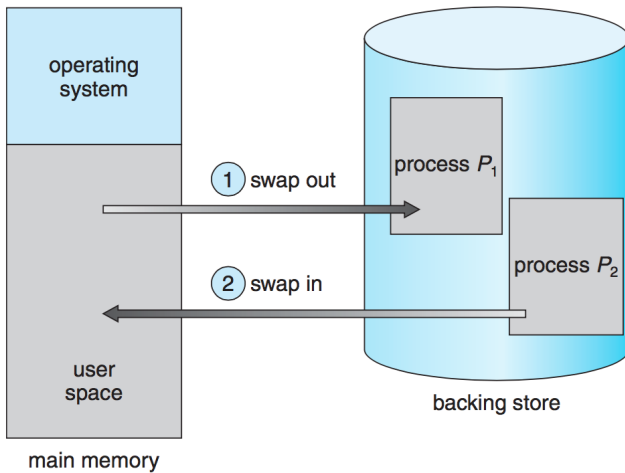 operating
system
1 swap out
process P₁
2 swap in
process P₂
user
space
backing store
main memory